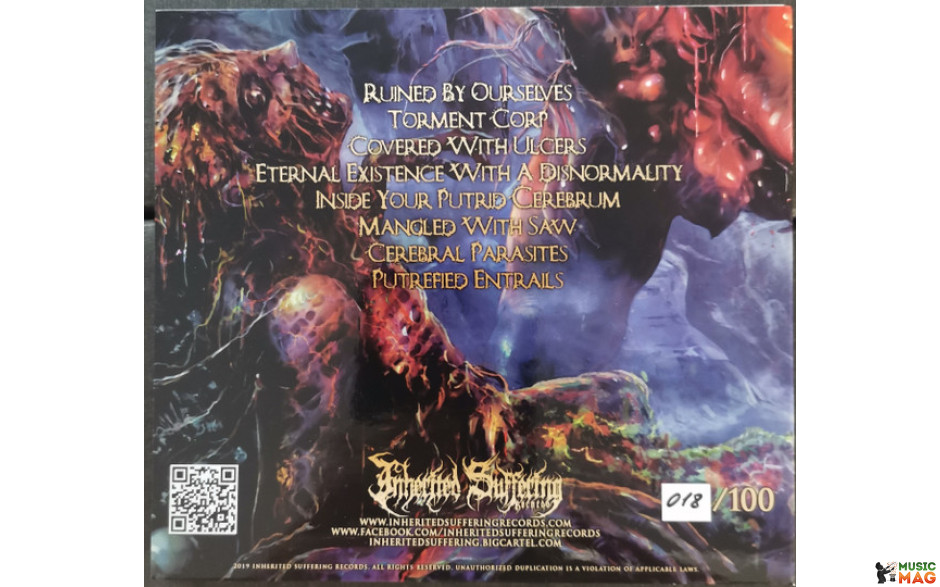 Ruined By Ourselves
Torment Corp
Covered With Ulcers
Eternal Existence With A Disnormality
Inside Your Putrid Cerebrum
Mangled With Saw
Cerebral Parasites
Putrefied Entrails
Inherited Suffering
Records
WWW.INHERITEDSUFFERINGRECORDS.COM
WWW.FACEBOOK.COM/INHERITEDSUFFERINGRECORDS
INHERITEDSUFFERING.BIGCARTEL.COM
018/100
2019 INHERITED SUFFERING RECORDS. ALL RIGHTS RESERVED. UNAUTHORIZED DUPLICATION IS A VIOLATION OF APPLICABLE LAWS.
MUSIC
MAG